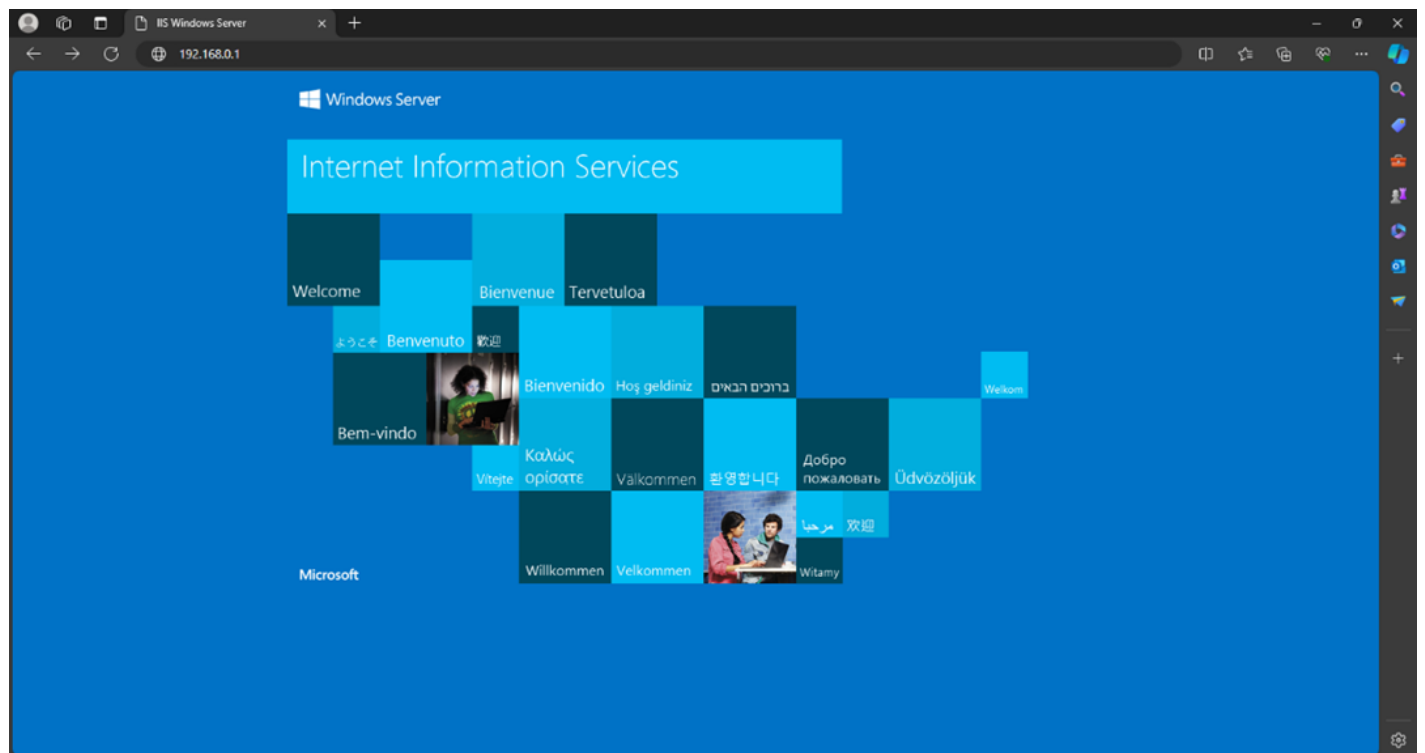 IIS Windows Server
192.168.0.1
Windows Server
Internet Information Services
Welcome
Bienvenue
Tervetuloa
ようこそ
Benvenuto
歡迎
Bienvenido
Hoş geldiniz
ברוכים הבאים
Welkom
Bem-vindo
Vítejte
Καλώς
ορίσατε
Välkommen
환영합니다
Добро
пожаловать
Üdvözöljük
مرحبا
欢迎
Microsoft
Willkommen
Velkommen
Witamy